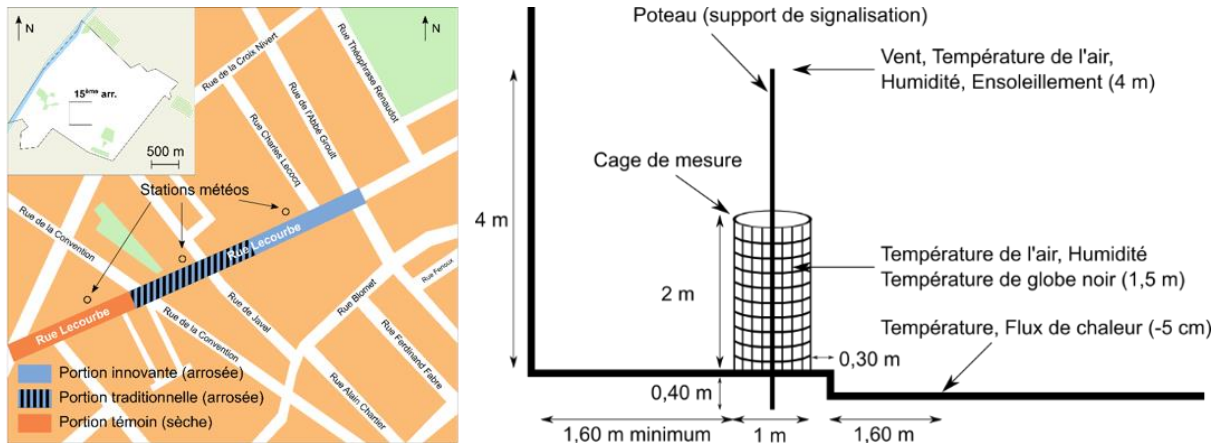 N
15ème arr.
500 m
N
Rue de la Croix Nivert
Rue Théophrase Renaudot
Rue de l'Abbé Groult
Rue Charles Lecocq
Stations météos
Rue de la Convention
Rue Lecourbe
Rue Lecourbe
Rue de la Convention
Rue de Javel
Rue Blomet
Rue Fenoux
Rue Ferdinand Fabre
Rue Alain Chartier
Portion innovante (arrosée)
Portion traditionnelle (arrosée)
Portion témoin (sèche)
Poteau (support de signalisation)
Vent, Température de l'air,
Humidité, Ensoleillement (4 m)
Cage de mesure
4 m
2 m
Température de l'air, Humidité
Température de globe noir (1,5 m)
Température, Flux de chaleur (-5 cm)
0,30 m
0,40 m
1,60 m minimum
1 m
1,60 m